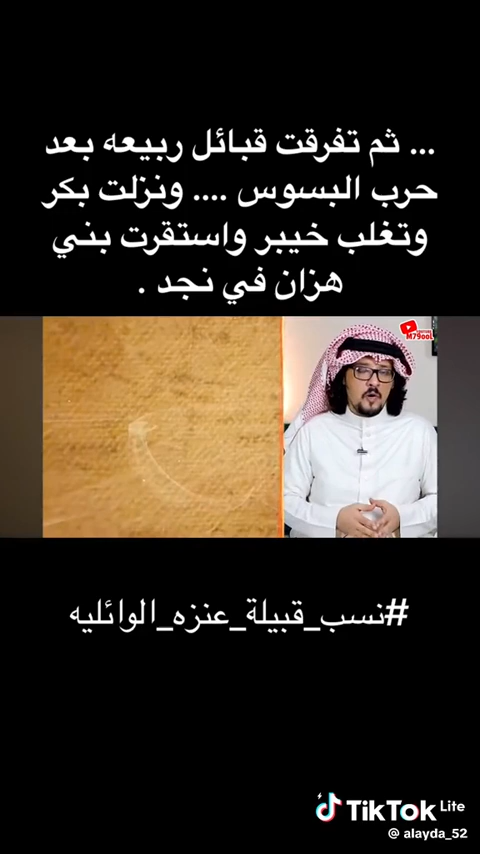 ... ثم تفرقت قبائل ربيعه بعد
حرب البسوس .... ونزلت بكر
وتغلب خيبر واستقرت بني
هزان في نجد .
M79ool
#نسب_قبيلة_عنزه_الوائليه
TikTok Lite
@ alayda_52